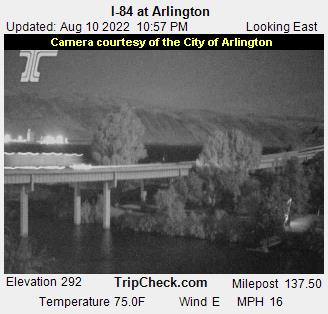 I-84 at Arlington
Updated: Aug 10 2022 10:57 PM Looking East
Camera courtesy of the City of Arlington
Elevation 292 TripCheck.com Milepost 137.50
Temperature 75.0F Wind E MPH 16